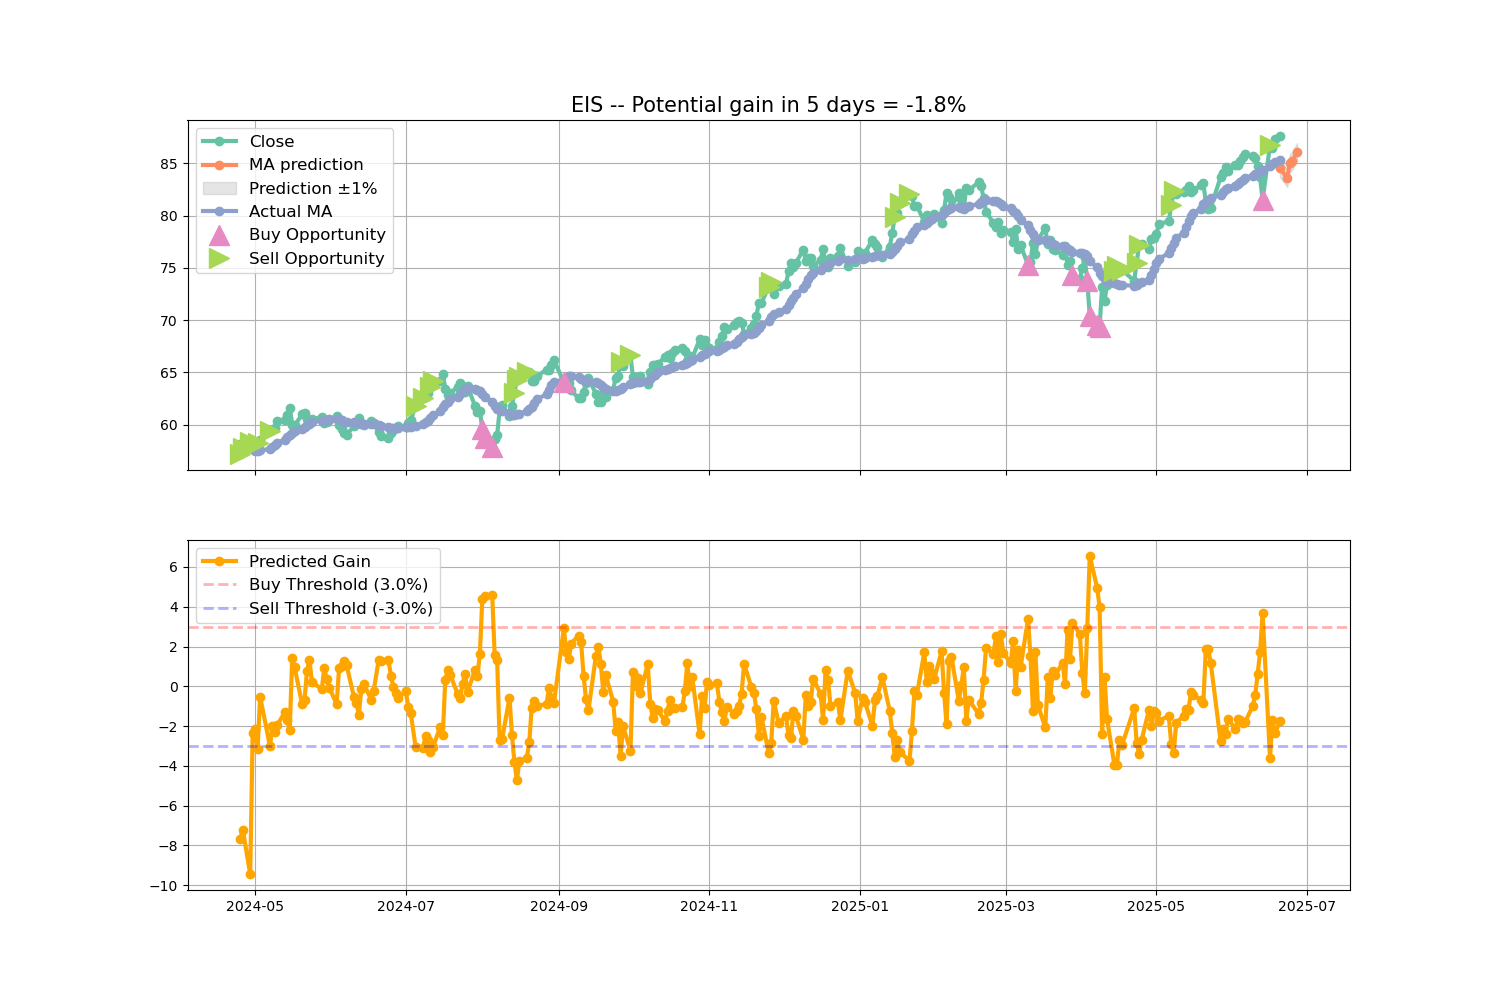 EIS -- Potential gain in 5 days = -1.8%
Close
MA prediction
Prediction ±1%
Actual MA
Buy Opportunity
Sell Opportunity
85
80
75
70
65
60
Predicted Gain
Buy Threshold (3.0%)
Sell Threshold (-3.0%)
6
4
2
0
−2
−4
−6
−8
−10
2024-05 2024-07 2024-09 2024-11 2025-01 2025-03 2025-05 2025-07